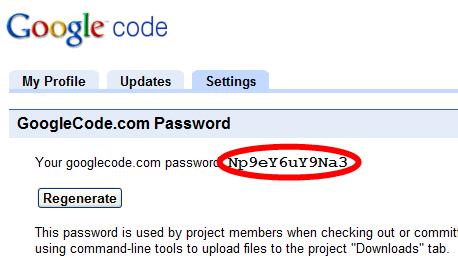 Google code
My Profile Updates Settings
GoogleCode.com Password
Your googlecode.com password Np9eY6uY9Na3
Regenerate
This password is used by project members when checking out or committ
using command-line tools to upload files to the project "Downloads" tab.